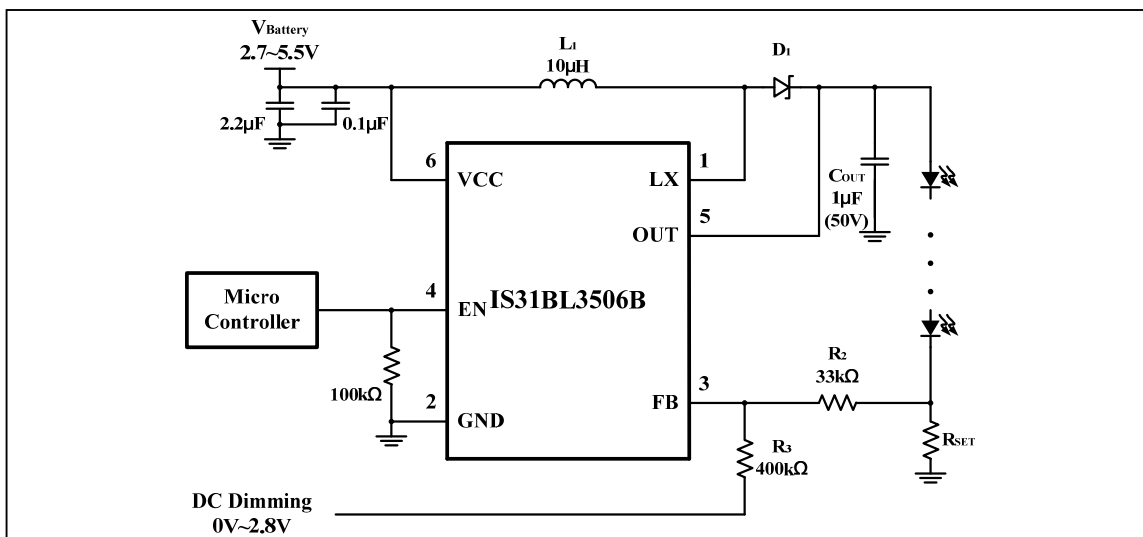 VBattery
2.7~5.5V
L1
10µH
D1
2.2µF
0.1µF
6
VCC
LX
1
COUT
1µF
(50V)
OUT
5
Micro
Controller
4
EN
IS31BL3506B
100kΩ
2
GND
FB
3
R2
33kΩ
RSET
R3
400kΩ
DC Dimming
0V~2.8V